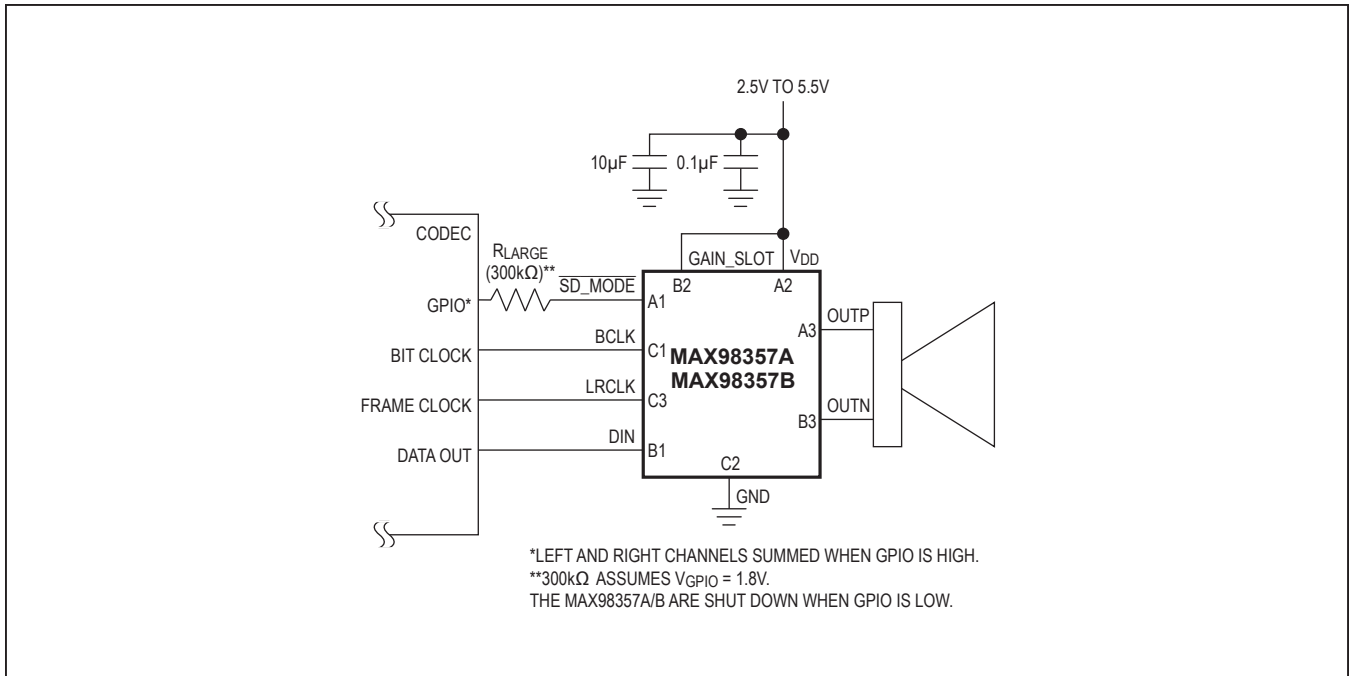 2.5V TO 5.5V
10µF
0.1µF
CODEC
RLARGE
(300kΩ)**
SD_MODE
GAIN_SLOT
VDD
B2
A2
GPIO*
A1
A3
OUTP
BIT CLOCK
BCLK
C1
MAX98357A
MAX98357B
FRAME CLOCK
LRCLK
C3
B3
OUTN
DATA OUT
DIN
B1
C2
GND
*LEFT AND RIGHT CHANNELS SUMMED WHEN GPIO IS HIGH.
**300kΩ ASSUMES VGPIO = 1.8V.
THE MAX98357A/B ARE SHUT DOWN WHEN GPIO IS LOW.